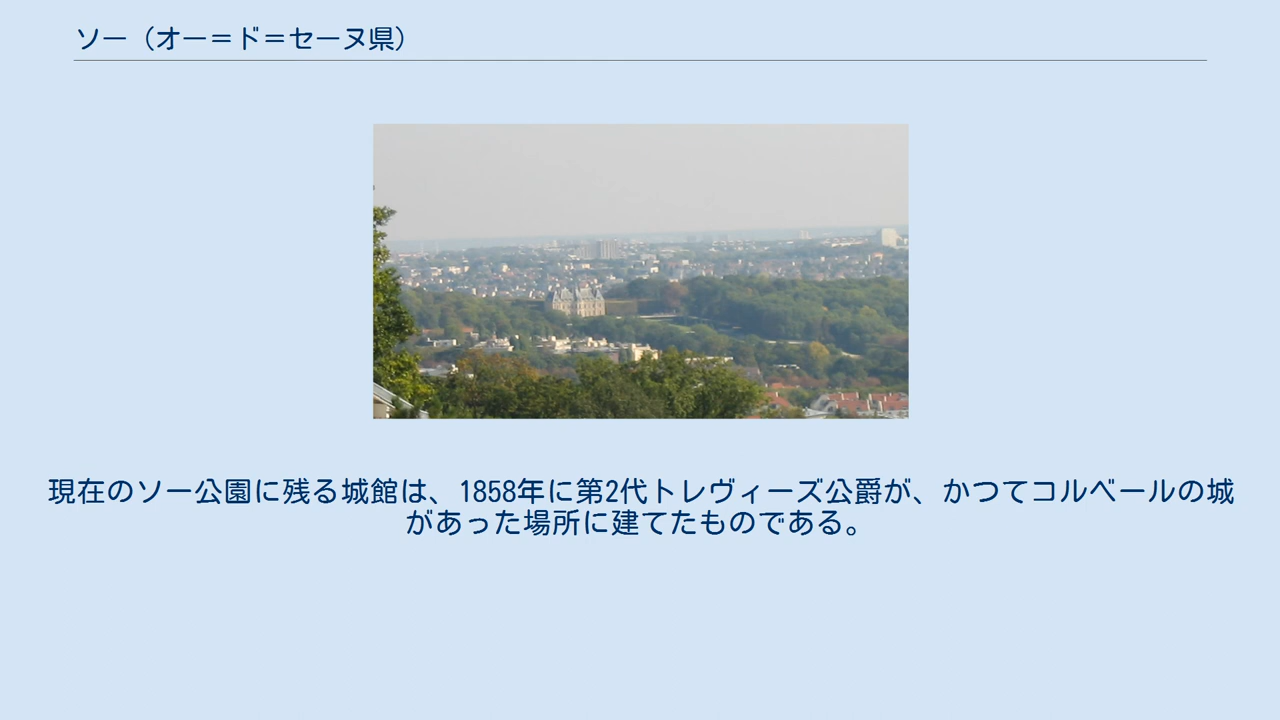 ソー（オー＝ド＝セーヌ県）
現在のソー公園に残る城館は、1858年に第2代トレヴィーズ公爵が、かつてコルベールの城
があった場所に建てたものである。